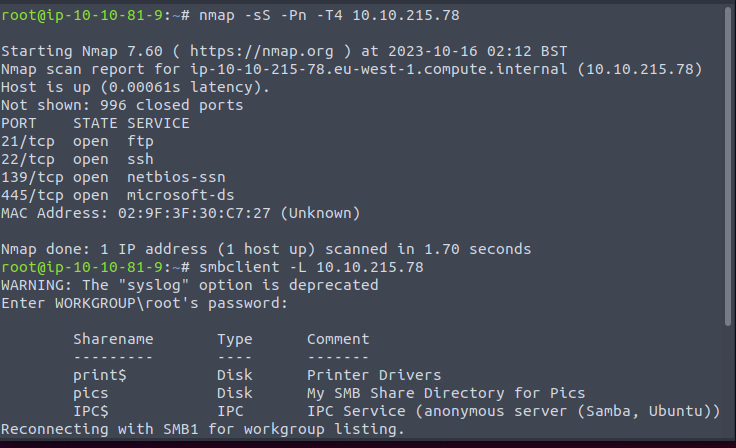 root@ip-10-10-81-9:~# nmap -sS -Pn -T4 10.10.215.78
Starting Nmap 7.60 ( https://nmap.org ) at 2023-10-16 02:12 BST
Nmap scan report for ip-10-10-215-78.eu-west-1.compute.internal (10.10.215.78)
Host is up (0.00061s latency).
Not shown: 996 closed ports
PORT    STATE SERVICE
21/tcp  open  ftp
22/tcp  open  ssh
139/tcp open  netbios-ssn
445/tcp open  microsoft-ds
MAC Address: 02:9F:3F:30:C7:27 (Unknown)
Nmap done: 1 IP address (1 host up) scanned in 1.70 seconds
root@ip-10-10-81-9:~# smbclient -L 10.10.215.78
WARNING: The "syslog" option is deprecated
Enter WORKGROUP\root's password:
        Sharename       Type      Comment
        ---------       ----      -------
        print$          Disk      Printer Drivers
        pics            Disk      My SMB Share Directory for Pics
        IPC$            IPC       IPC Service (anonymous server (Samba, Ubuntu))
Reconnecting with SMB1 for workgroup listing.